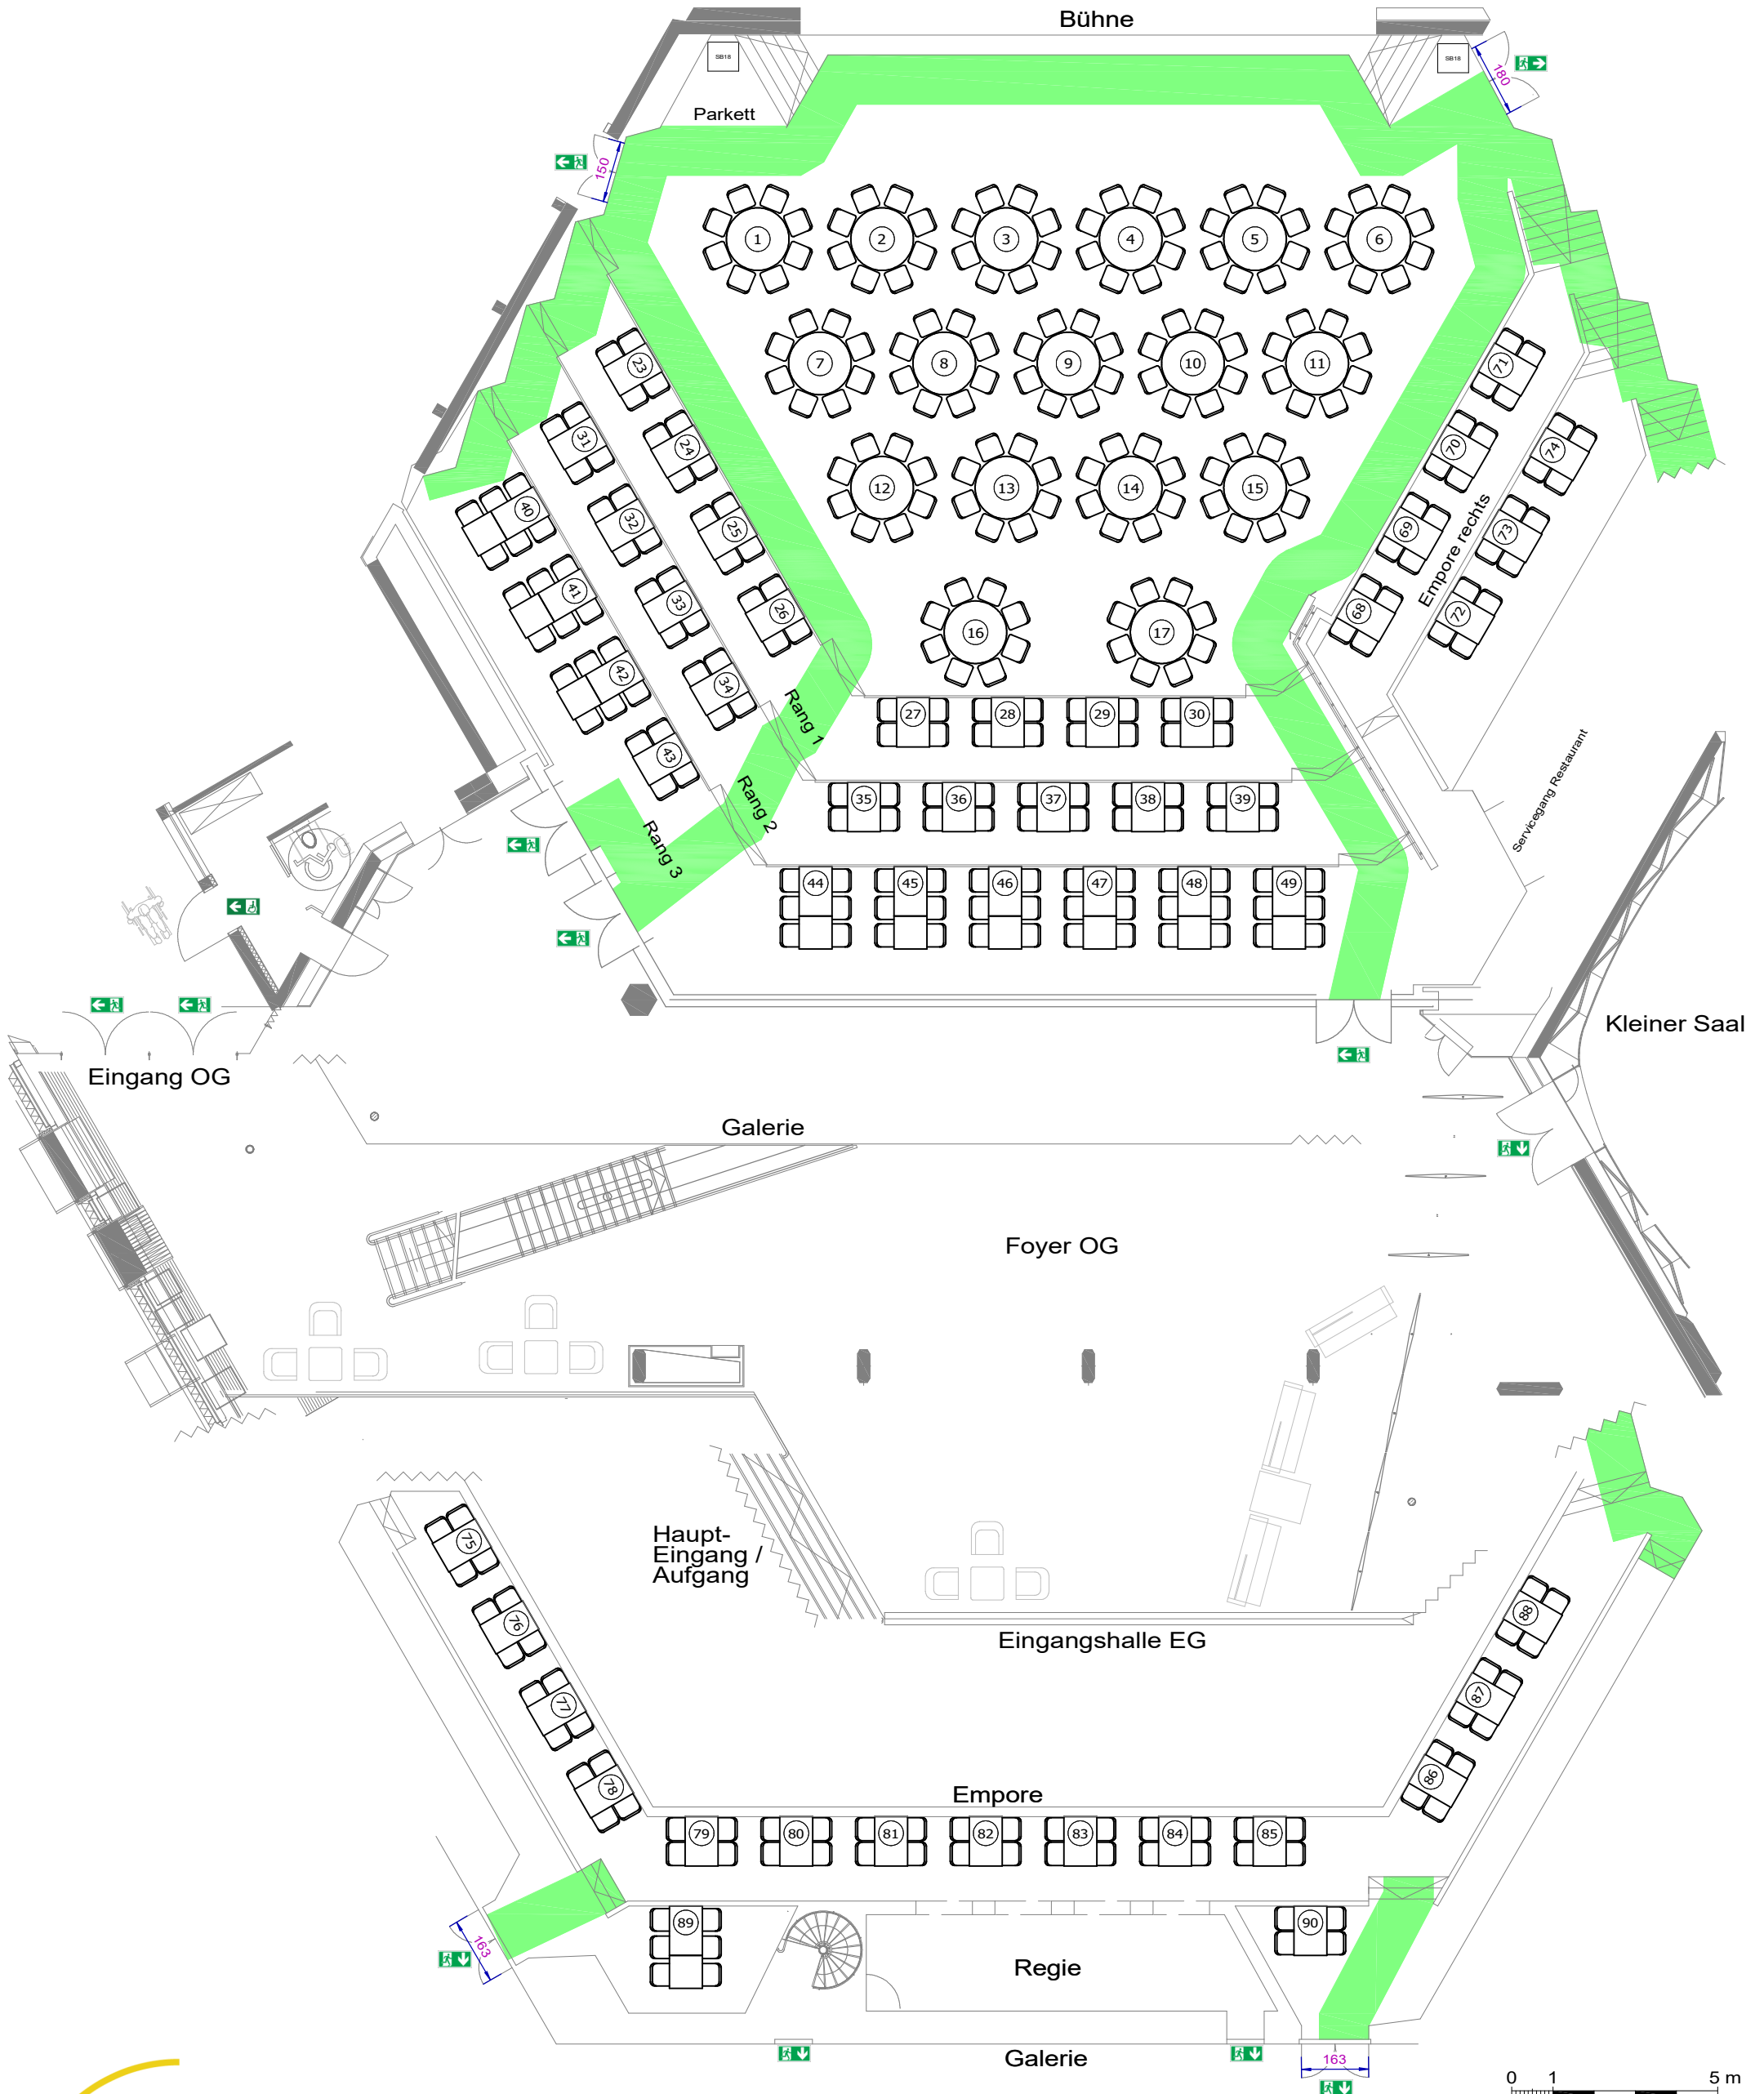 Bühne
SB18
SB18
180
Parkett
150
1 2 3 4 5 6
7 8 9 10 11
12 13 14 15
16 17
23
24
25
26
31
32
33
34
40
41
42
43
71
70
69
68
74
73
72
Empore rechts
Rang 1
Rang 2
Rang 3
27 28 29 30
35 36 37 38 39
44 45 46 47 48 49
Servicegang Restaurant
Kleiner Saal
Eingang OG
Galerie
Foyer OG
Haupt-
Eingang /
Aufgang
Eingangshalle EG
75
76
77
78
88
87
86
Empore
79 80 81 82 83 84 85
89
90
163
Regie
Galerie
163
0 1 5 m